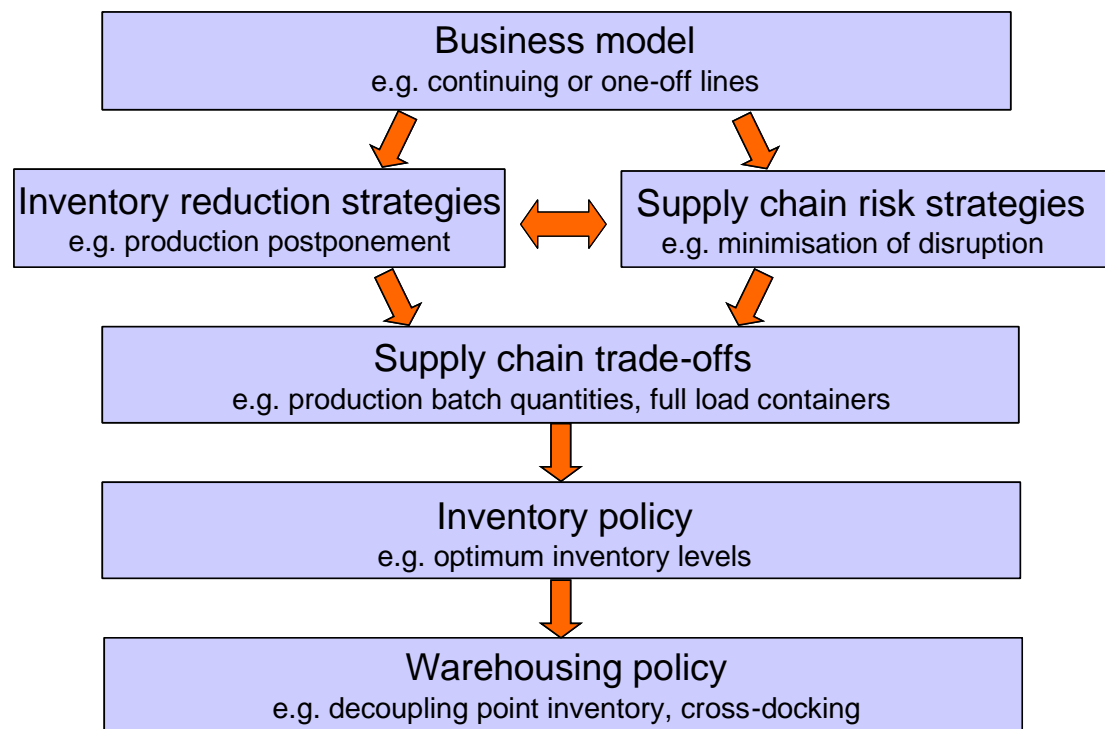 Business model
e.g. continuing or one-off lines
Inventory reduction strategies
e.g. production postponement
Supply chain risk strategies
e.g. minimisation of disruption
Supply chain trade-offs
e.g. production batch quantities, full load containers
Inventory policy
e.g. optimum inventory levels
Warehousing policy
e.g. decoupling point inventory, cross-docking